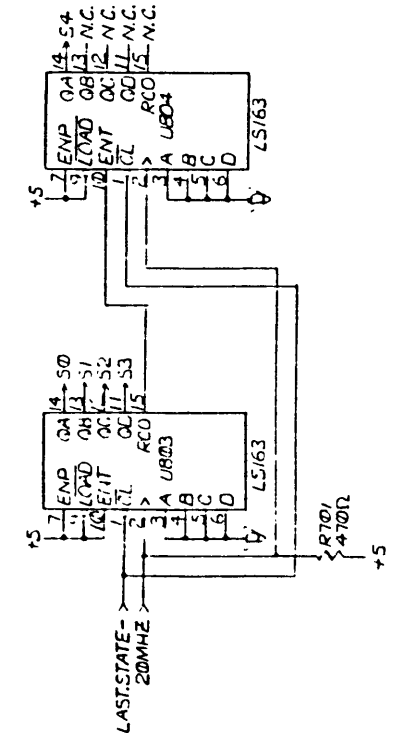 +5
7 ENP QA 14 S4
9 LOAD QB 13 N.C.
10 ENT QC 12 N.C.
1 CL QD 11 N.C.
2 > RCO 15 N.C.
3 A
U804
4 B
5 C
6 D
LS163
+5
7 ENP QA 14 S0
9 LOAD QB 13 S1
10 ENT QC S2
1 CL QC 11 S3
2 > RCO 15
3 A
U803
4 B
5 C
6 D
LS163
LAST.STATE-
20MHZ
R701
470Ω
+5